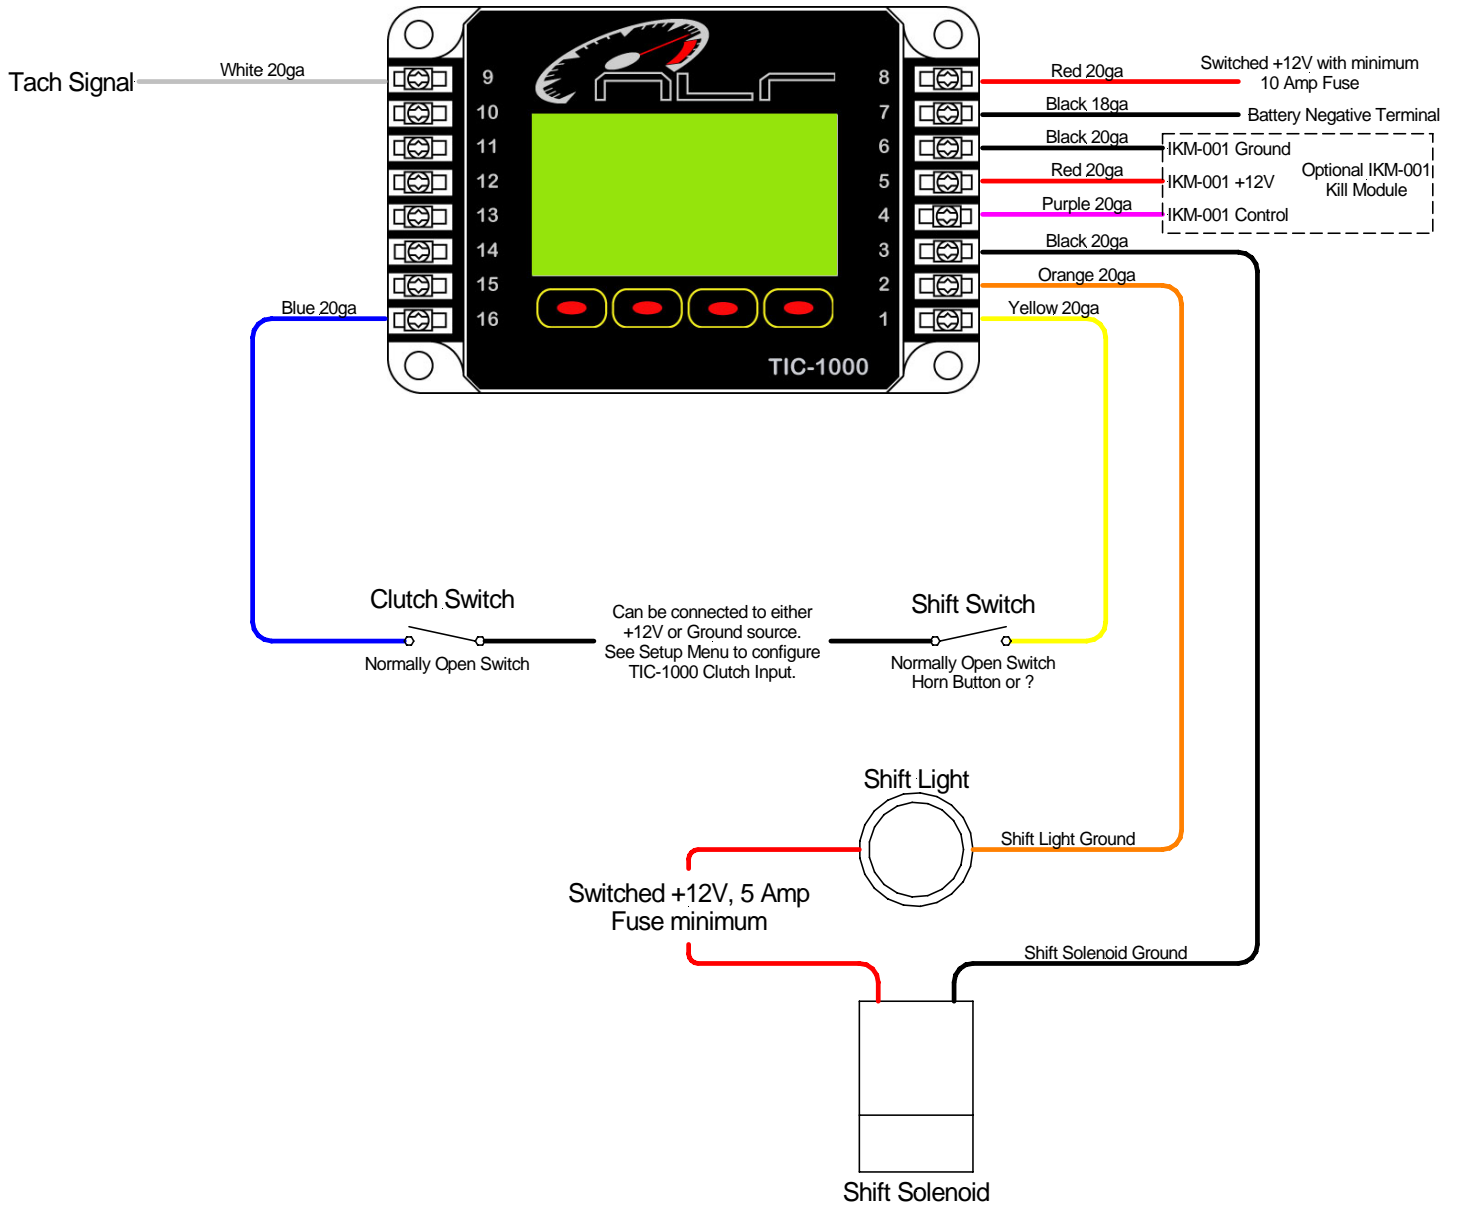 Tach Signal
White 20ga
9
10
11
12
13
14
15
16
NLR
8
7
6
5
4
3
2
1
TIC-1000
Red 20ga
Switched +12V with minimum
10 Amp Fuse
Black 18ga
Battery Negative Terminal
Black 20ga
IKM-001 Ground
Red 20ga
IKM-001 +12V
Optional IKM-001
Kill Module
Purple 20ga
IKM-001 Control
Black 20ga
Orange 20ga
Yellow 20ga
Blue 20ga
Clutch Switch
Normally Open Switch
Can be connected to either
+12V or Ground source.
See Setup Menu to configure
TIC-1000 Clutch Input.
Shift Switch
Normally Open Switch
Horn Button or ?
Shift Light
Shift Light Ground
Switched +12V, 5 Amp
Fuse minimum
Shift Solenoid Ground
Shift Solenoid